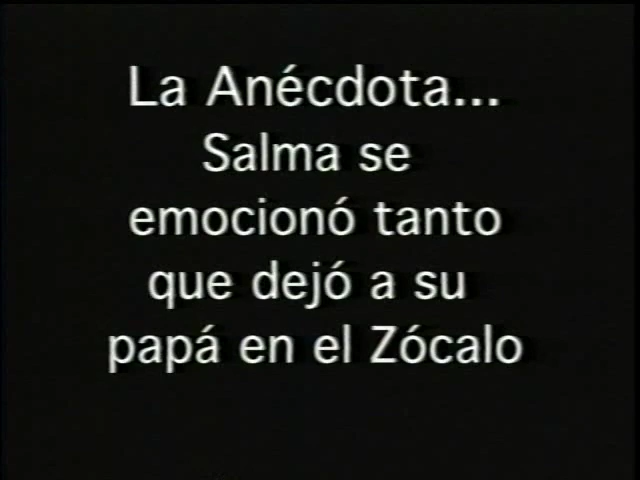 La Anécdota...
Salma se
emocionó tanto
que dejó a su
papá en el Zócalo